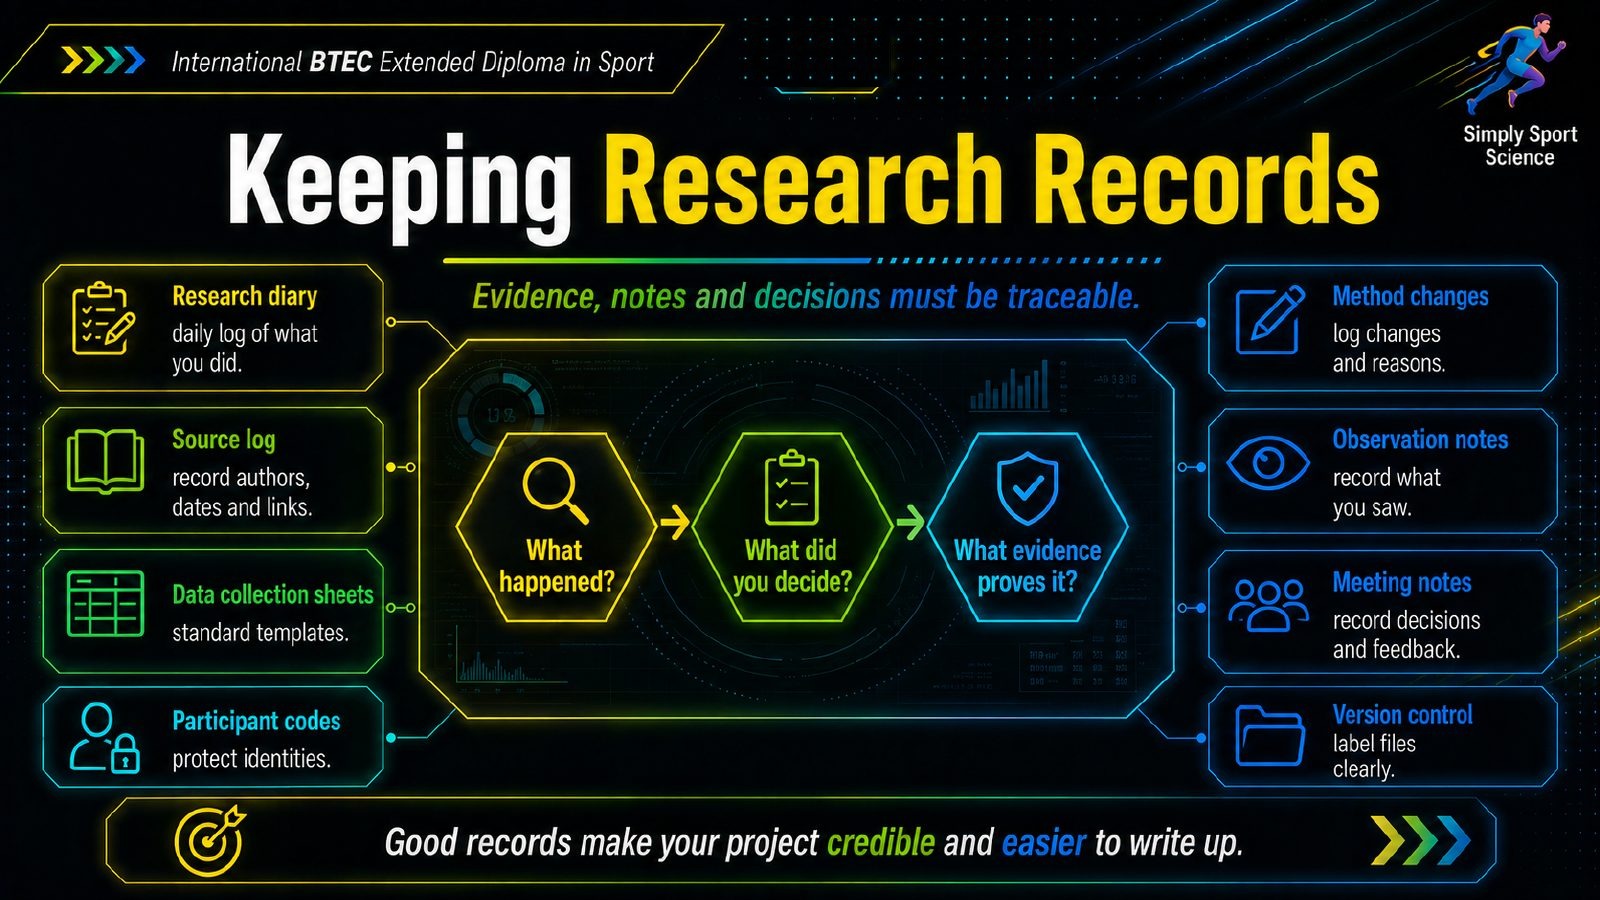 International BTEC Extended Diploma in Sport
Simply Sport
Science
Keeping Research Records
Evidence, notes and decisions must be traceable.
Research diary
daily log of what
you did.
Source log
record authors,
dates and links.
Data collection sheets
standard templates.
Participant codes
protect identities.
What
happened?
What did
you decide?
What evidence
proves it?
Method changes
log changes
and reasons.
Observation notes
record what
you saw.
Meeting notes
record decisions
and feedback.
Version control
label files
clearly.
Good records make your project credible and easier to write up.